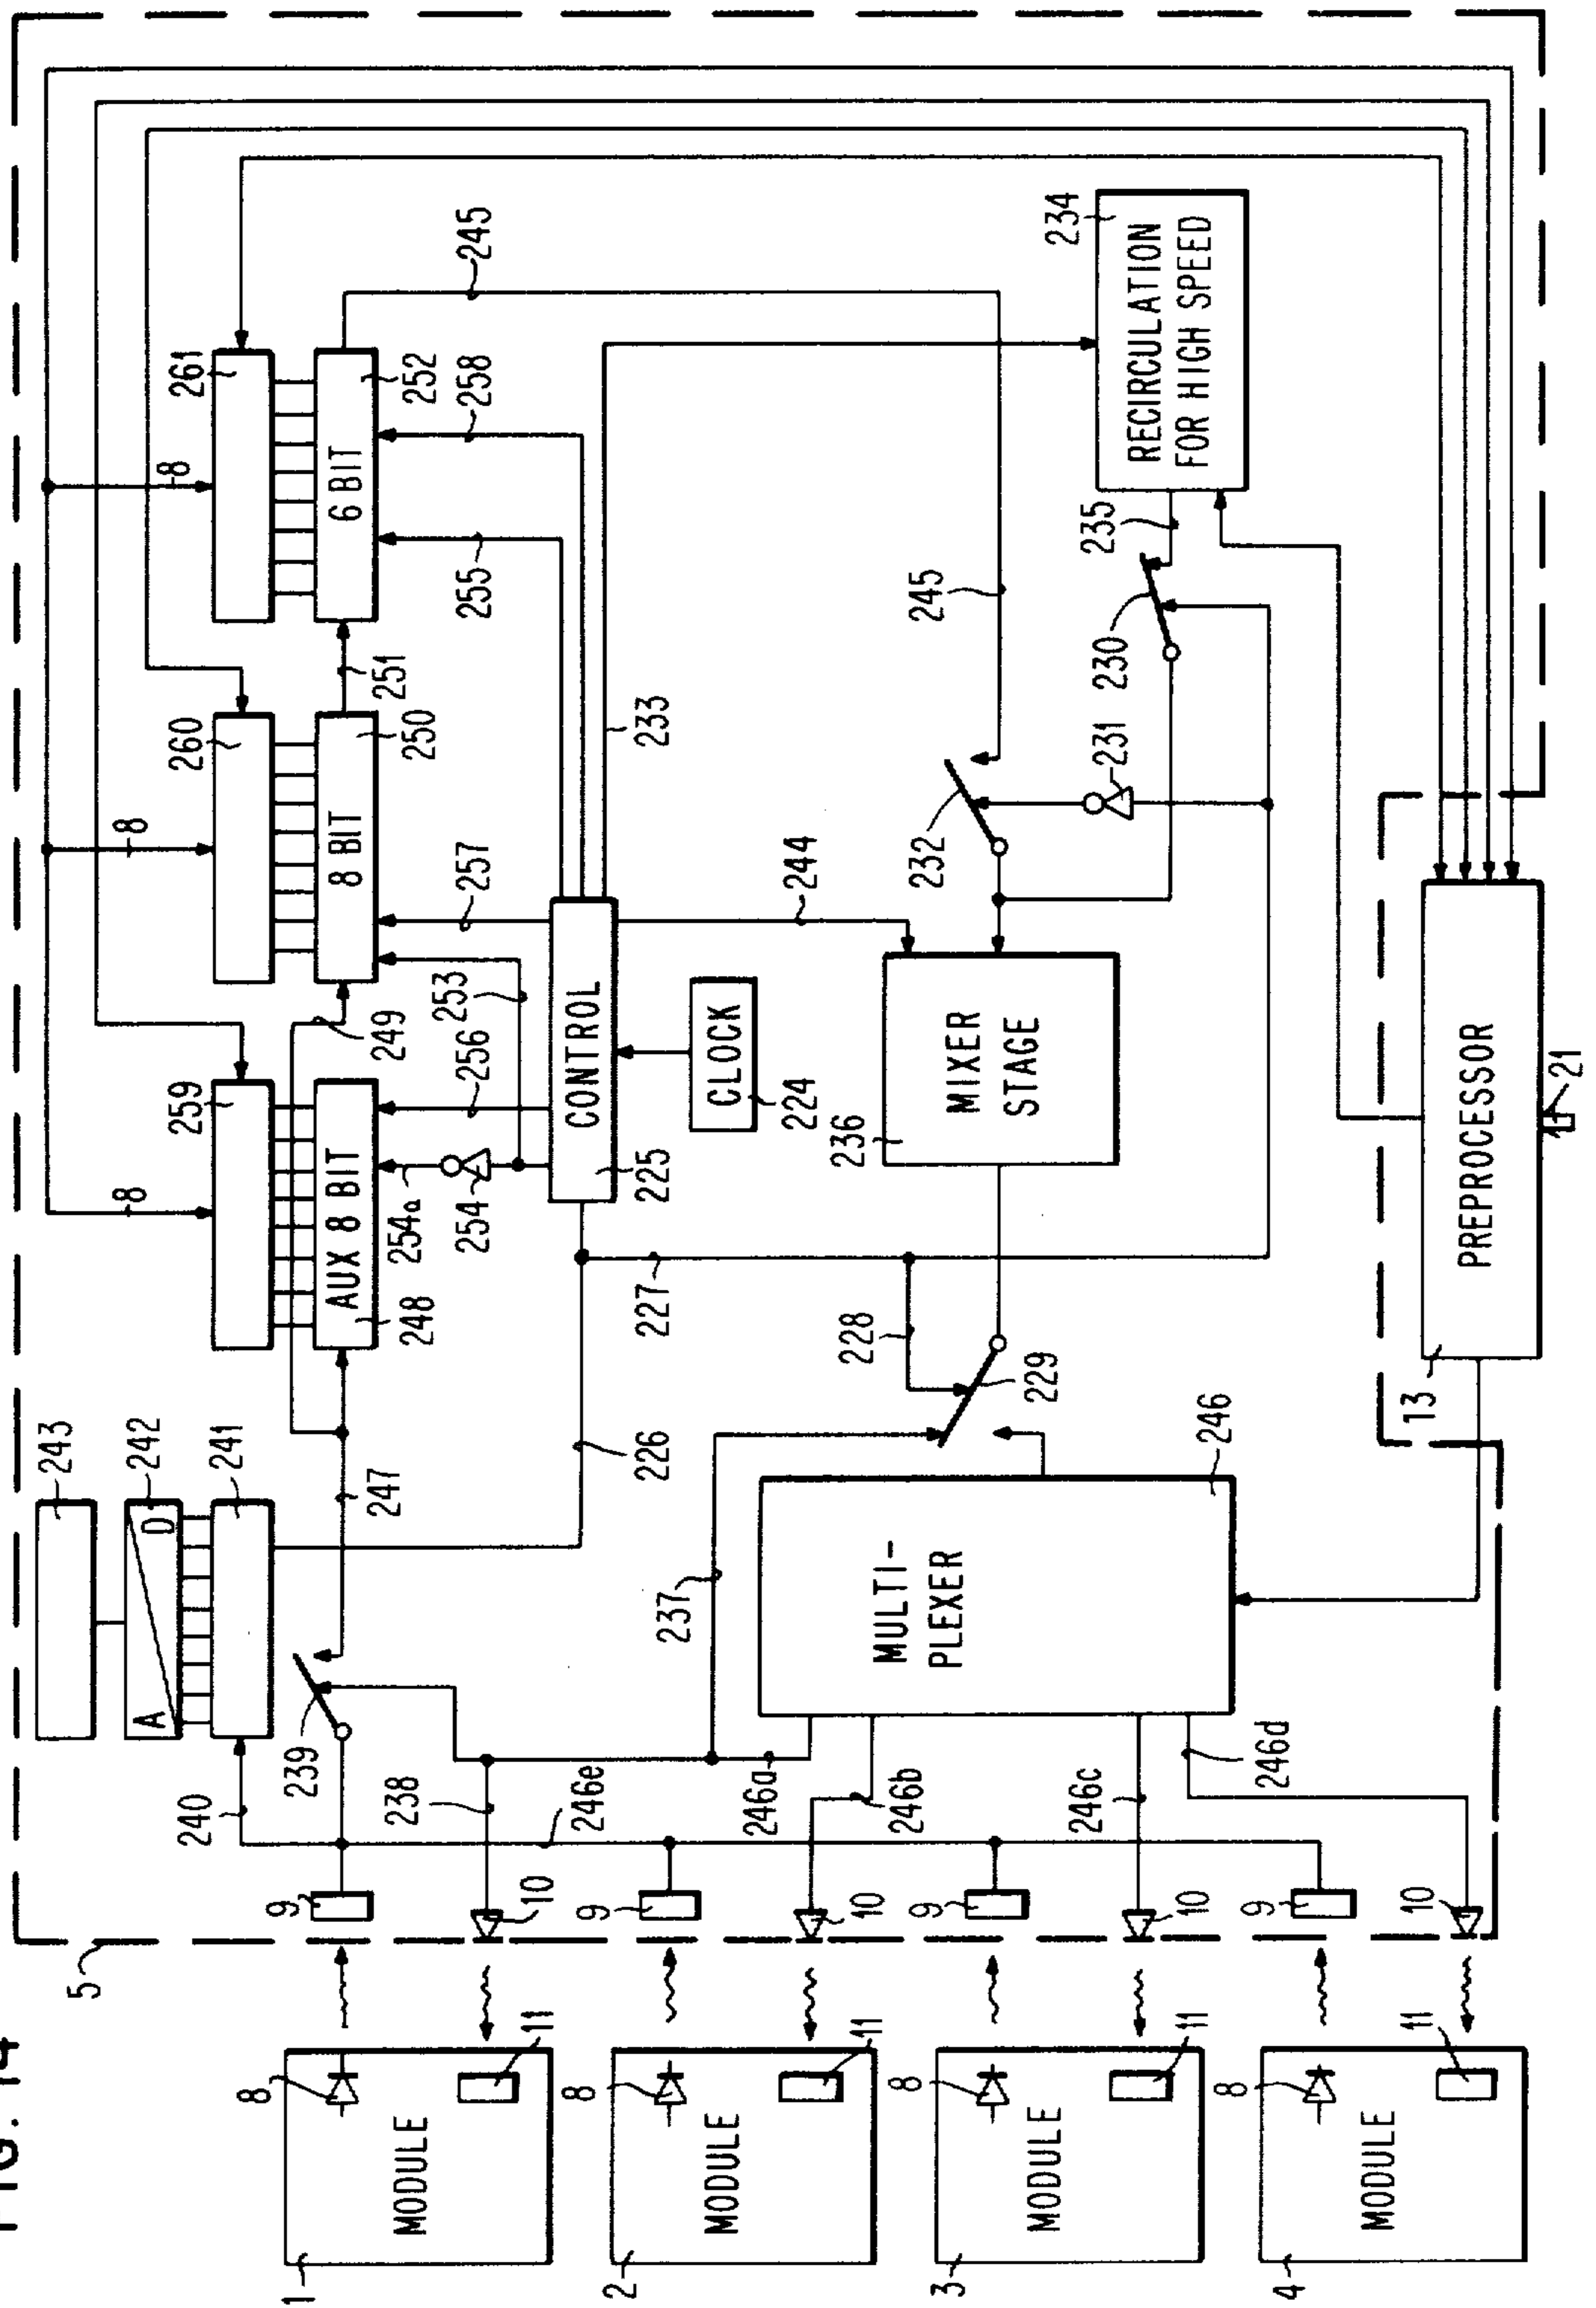 FIG. 14
5
243
242
A
D
241
240
239
247
238
246e
259
248
AUX 8 BIT
249
254a
254
256
253
257
260
250
8 BIT
251
261
252
6 BIT
255
258
245
8
8
8
226
225
CONTROL
233
224
CLOCK
227
228
229
237
244
236
MIXER
STAGE
232
245
231
230
235
234
RECIRCULATION
FOR HIGH SPEED
246
MULTI-
PLEXER
246a
246b
246c
246d
13
PREPROCESSOR
21
9
10
9
10
9
10
9
10
1
MODULE
8
11
2
MODULE
8
11
3
MODULE
8
11
4
MODULE
8
11